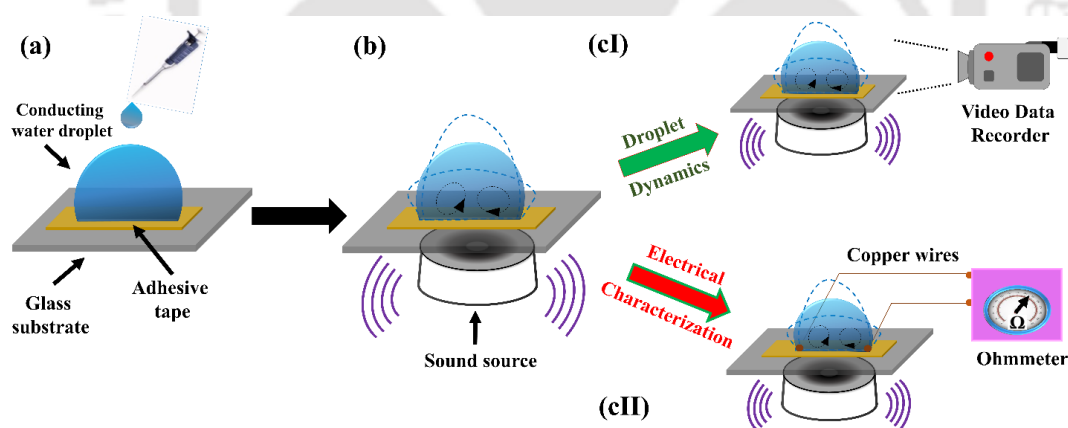 (a)
Conducting
water droplet
Glass
substrate
Adhesive
tape
(b)
Sound source
Droplet
Dynamics
Electrical
Characterization
(cI)
Video Data
Recorder
Copper wires
Ω
Ohmmeter
(cII)